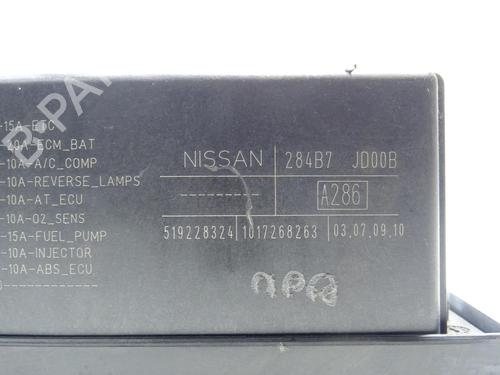 -15A-ETC
-20A-ECM_BAT
-10A-A/C_COMP
-10A-REVERSE_LAMPS
-10A-AT_ECU
-10A-O2_SENS
-15A-FUEL_PUMP
-10A-INJECTOR
-10A-ABS_ECU
NISSAN 284B7 JD00B
A286
519228324 1017268263 03,07,09,10
B-PARTS